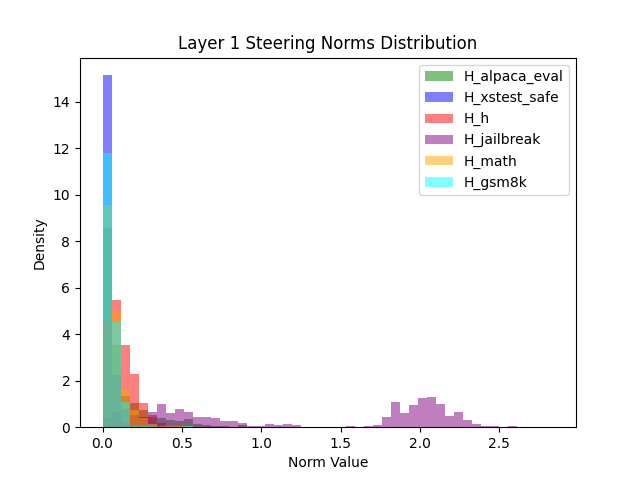 Layer 1 Steering Norms Distribution
H_alpaca_eval
H_xstest_safe
H_h
H_jailbreak
H_math
H_gsm8k
14
12
10
8
6
4
2
0
Density
0.0 0.5 1.0 1.5 2.0 2.5
Norm Value